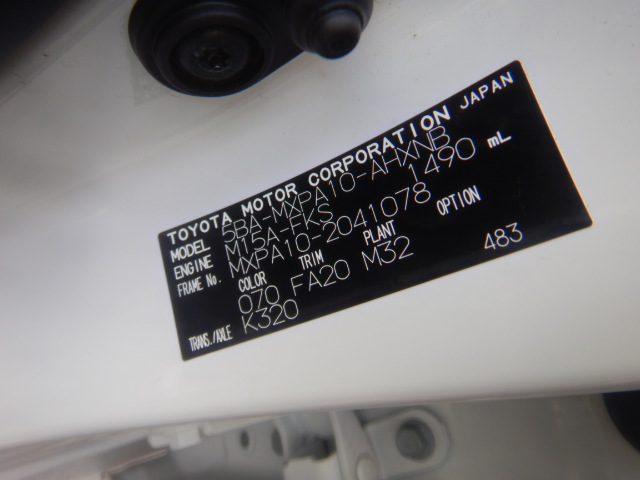 TOYOTA MOTOR CORPORATION JAPAN
MODEL 5BA-MXPA10-AHXNB
ENGINE M15A-FKS 1490 mL
FRAME No. MXPA10-2041078
COLOR TRIM PLANT OPTION
070 FA20 M32 483
TRANS./AXLE K320